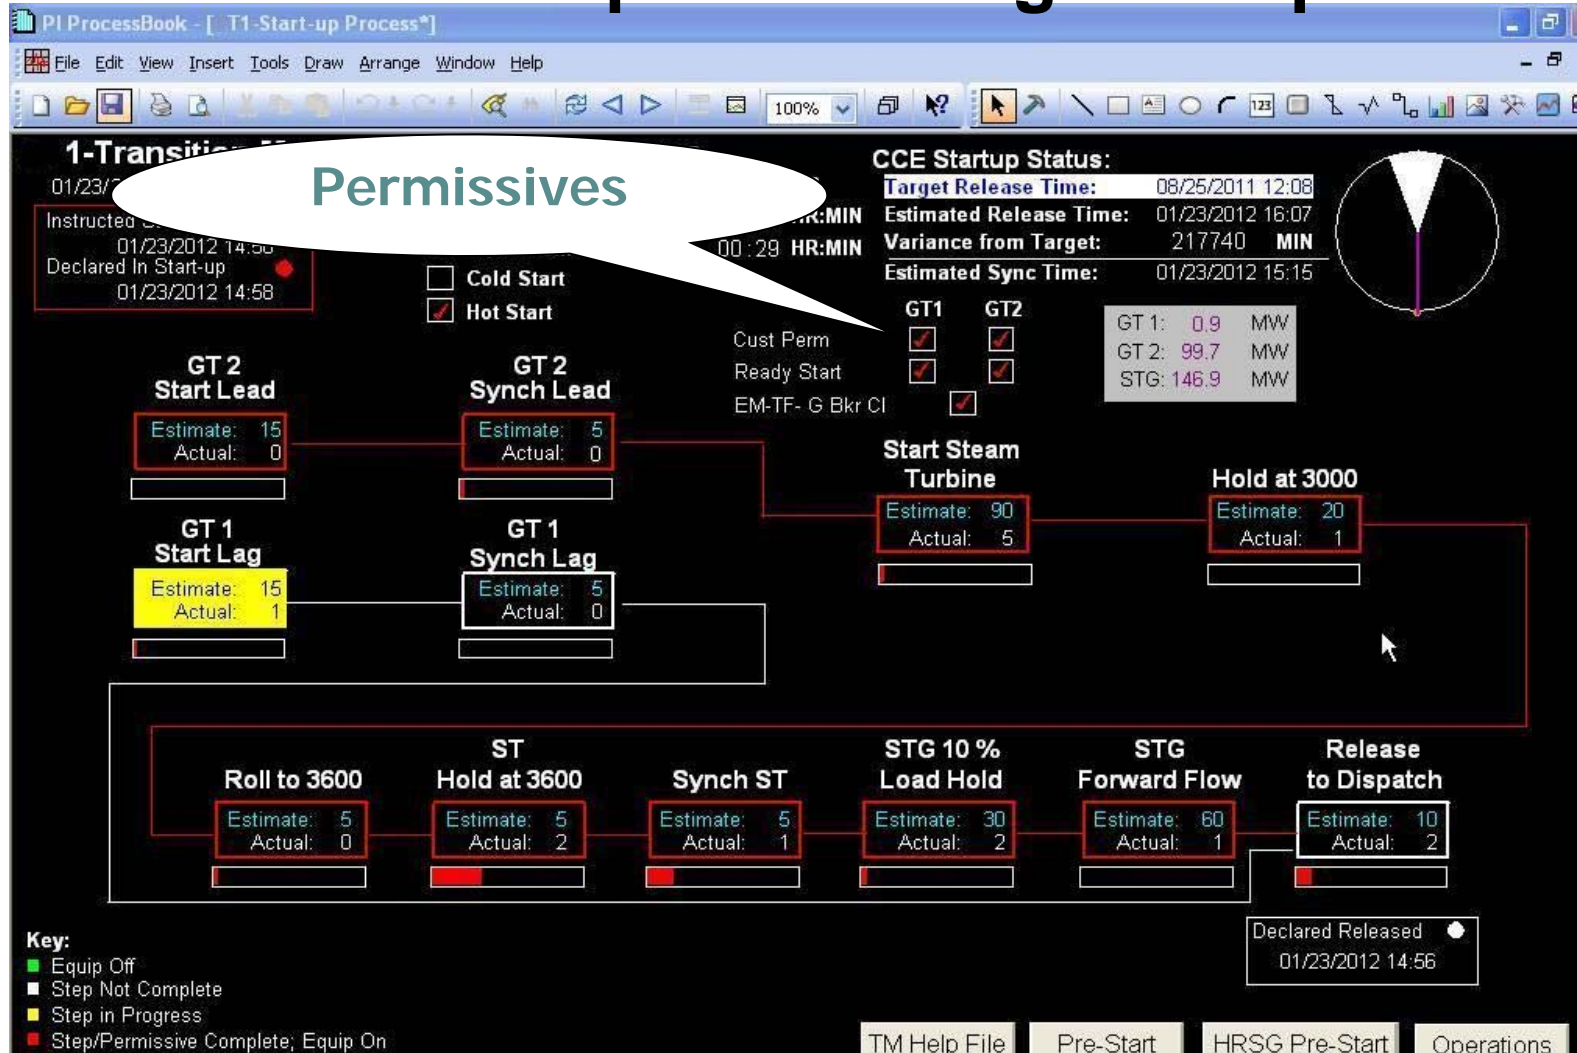 PI ProcessBook - [ T1-Start-up Process*]
File Edit View Insert Tools Draw Arrange Window Help
100%
123
1-Transition
01/23/
Permissives
CCE Startup Status:
Target Release Time: 08/25/2011 12:08
HR:MIN Estimated Release Time: 01/23/2012 16:07
00:29 HR:MIN Variance from Target: 217740 MIN
Estimated Sync Time: 01/23/2012 15:15
Instructed
01/23/2012 14:58
Declared In Start-up
01/23/2012 14:58
Cold Start
Hot Start
GT1 GT2
Cust Perm
Ready Start
EM-TF- G Bkr Cl
GT 1: 0.9 MW
GT 2: 99.7 MW
STG: 146.9 MW
GT 2
Start Lead
Estimate: 15
Actual: 0
GT 2
Synch Lead
Estimate: 5
Actual: 0
Start Steam
Turbine
Estimate: 90
Actual: 5
Hold at 3000
Estimate: 20
Actual: 1
GT 1
Start Lag
Estimate: 15
Actual: 1
GT 1
Synch Lag
Estimate: 5
Actual: 0
Roll to 3600
Estimate: 5
Actual: 0
ST
Hold at 3600
Estimate: 5
Actual: 2
Synch ST
Estimate: 5
Actual: 1
STG 10 %
Load Hold
Estimate: 30
Actual: 2
STG
Forward Flow
Estimate: 60
Actual: 1
Release
to Dispatch
Estimate: 10
Actual: 2
Declared Released
01/23/2012 14:56
Key:
Equip Off
Step Not Complete
Step in Progress
Step/Permissive Complete; Equip On
TM Help File Pre-Start HRSG Pre-Start Operations